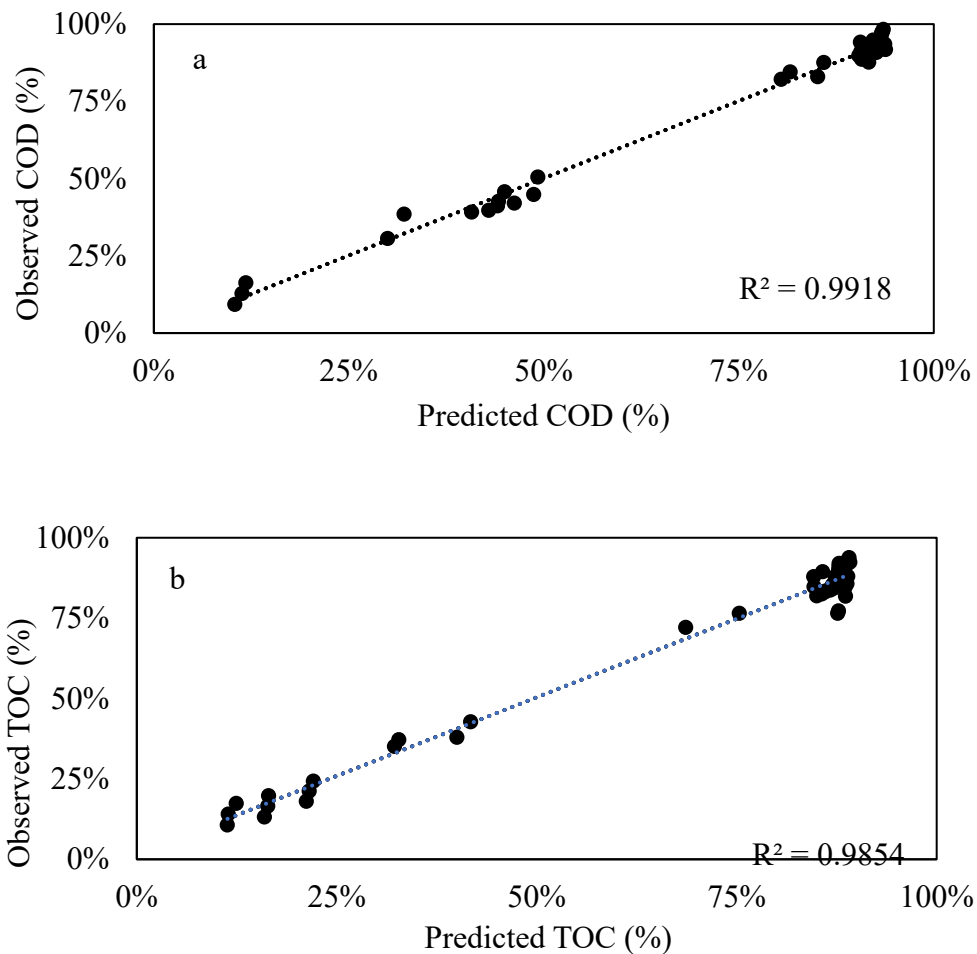 100%
a
75%
Observed COD (%)
50%
25%
R² = 0.9918
0%
0% 25% 50% 75% 100%
Predicted COD (%)
100%
b
75%
Observed TOC (%)
50%
25%
0%
R² = 0.9854
0% 25% 50% 75% 100%
Predicted TOC (%)